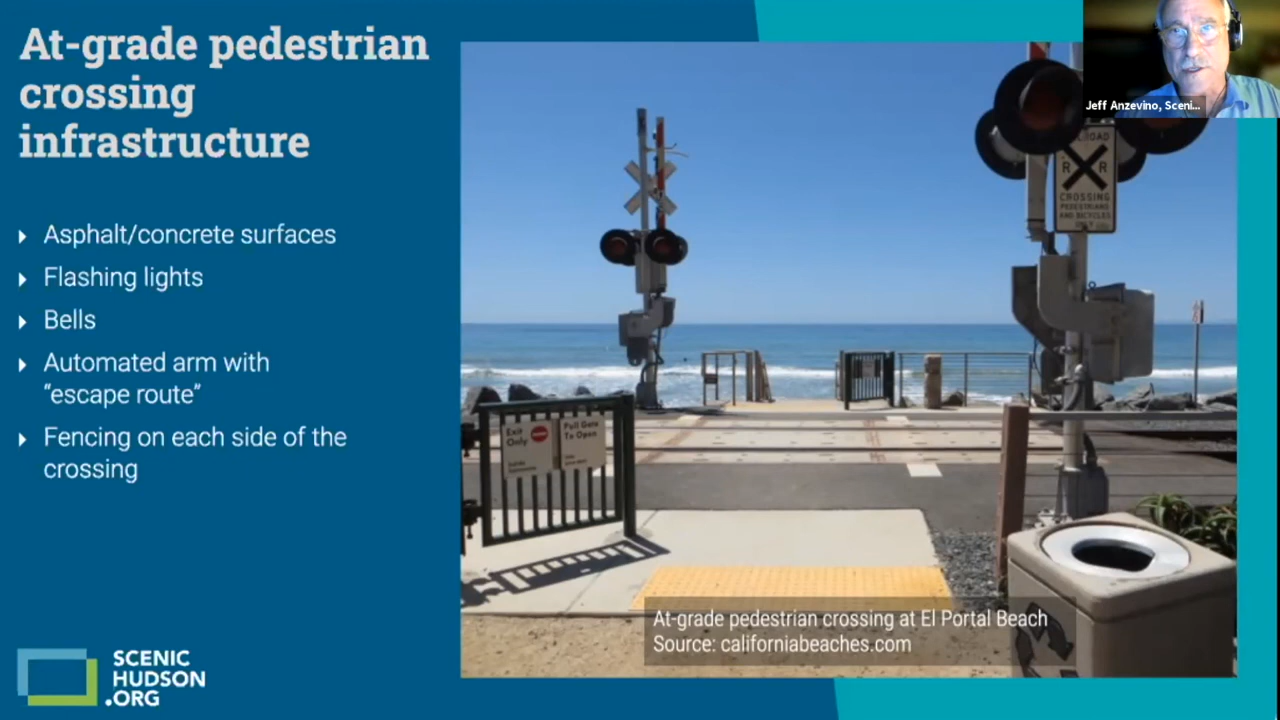 At-grade pedestrian
crossing
infrastructure
Asphalt/concrete surfaces
Flashing lights
Bells
Automated arm with
“escape route”
Fencing on each side of the
crossing
SCENIC
HUDSON
.ORG
Jeff Anzevino, Sceni...
R R
CROSSING
PEDESTRIANS
AND BICYCLES
ONLY
Exit
Only
Pull Gate
To Open
At-grade pedestrian crossing at El Portal Beach
Source: californiabeaches.com